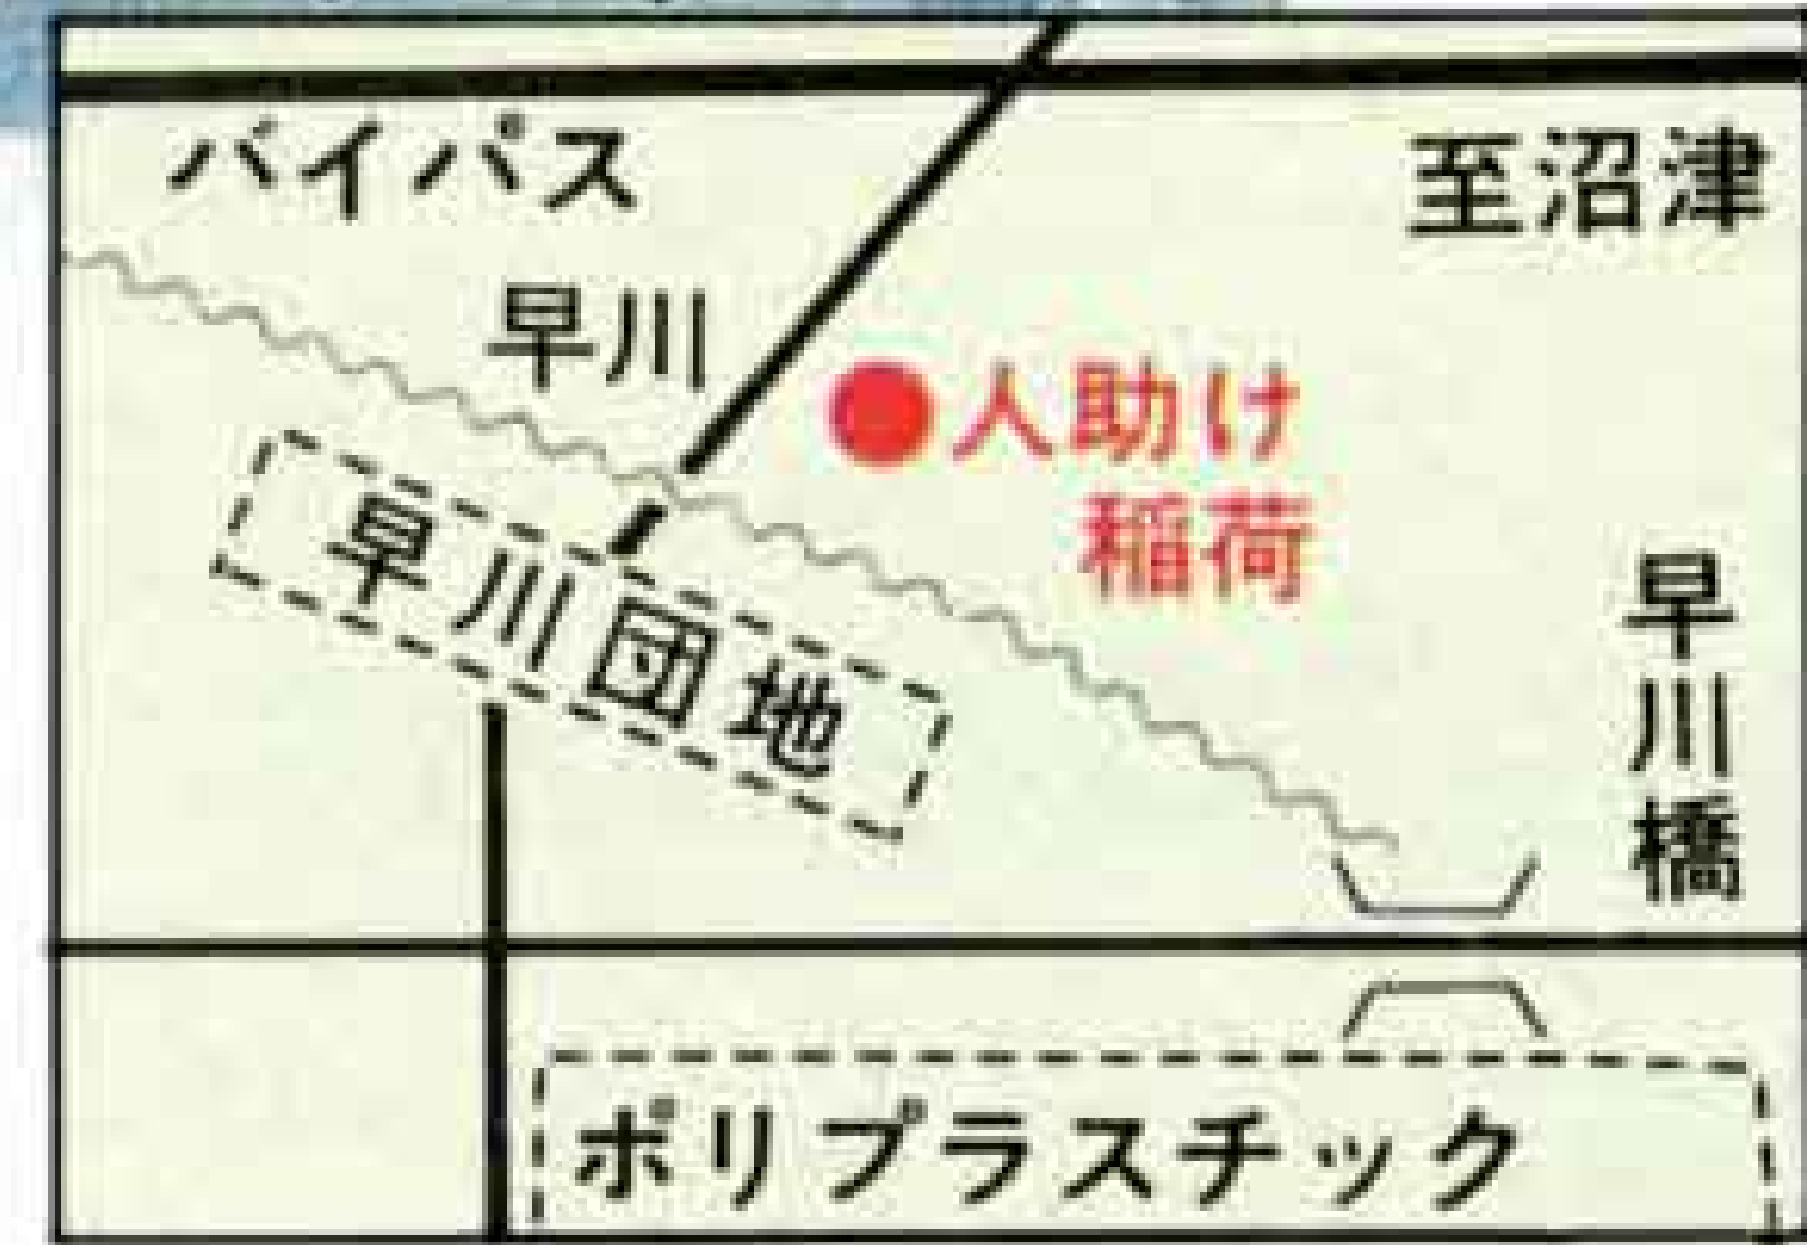 バイパス
至沼津
早川
人助け
稲荷
早川団地
早川橋
ポリプラスチック